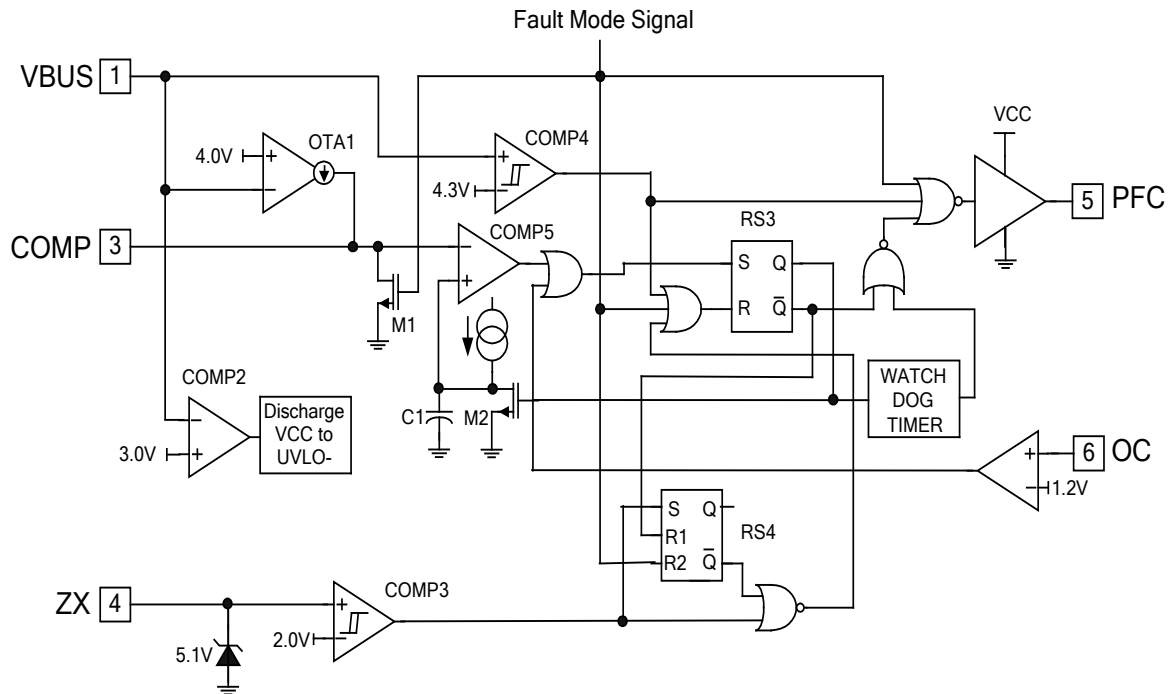 Fault Mode Signal
VBUS 1
VCC
OTA1
4.0V
+
−
COMP4
+
4.3V
−
5 PFC
COMP 3
COMP5
−
+
RS3
S Q
R Q̅
M1
C1
M2
WATCH
DOG
TIMER
COMP2
−
3.0V
+
Discharge
VCC to
UVLO-
6 OC
+
−
1.2V
RS4
S Q
R1
R2 Q̅
ZX 4
COMP3
+
2.0V
−
5.1V